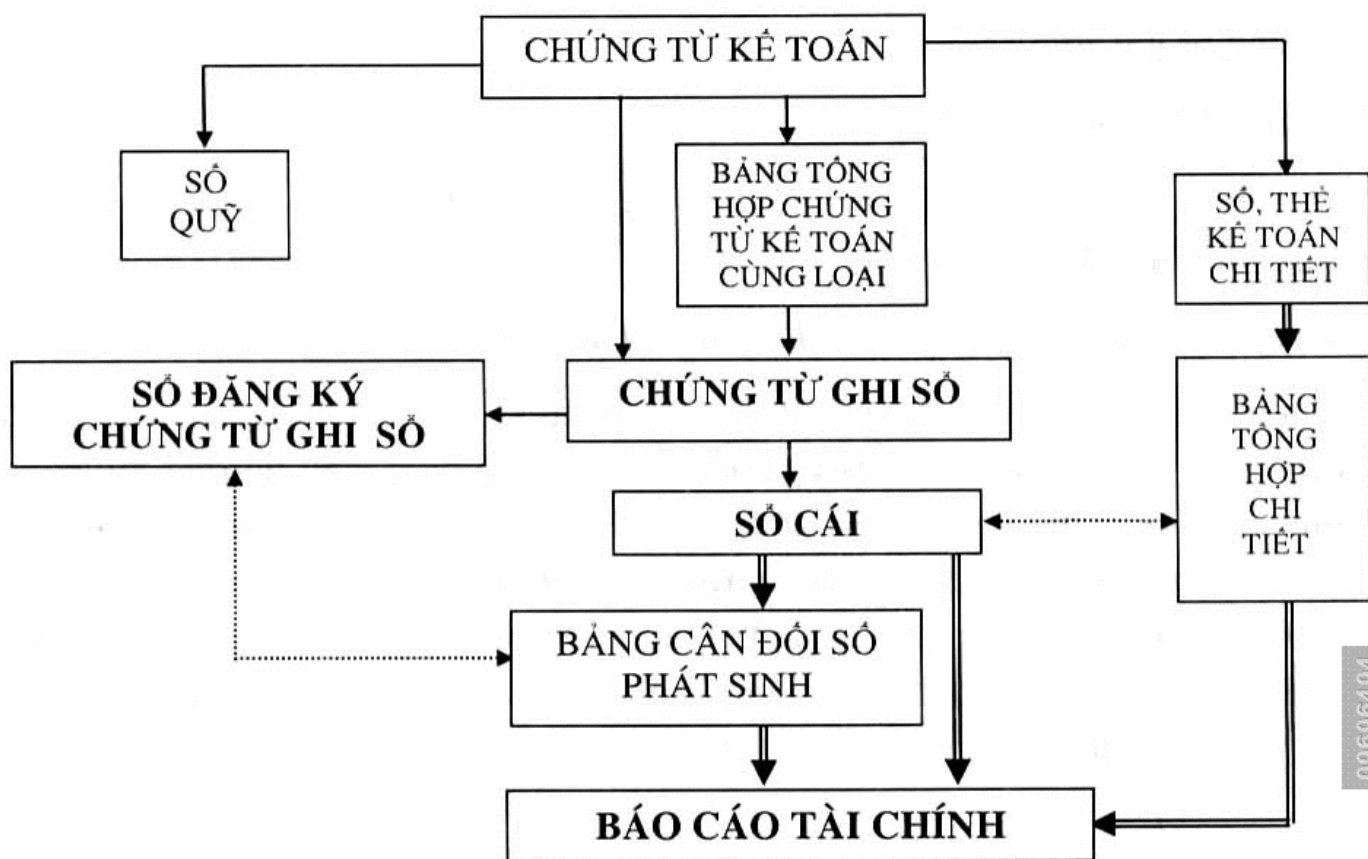 CHỨNG TỪ KẾ TOÁN
SỔ
QUỸ
BẢNG TỔNG
HỢP CHỨNG
TỪ KẾ TOÁN
CÙNG LOẠI
SỔ, THẺ
KẾ TOÁN
CHI TIẾT
SỔ ĐĂNG KÝ
CHỨNG TỪ GHI SỔ
CHỨNG TỪ GHI SỔ
BẢNG
TỔNG
HỢP
CHI
TIẾT
SỔ CÁI
BẢNG CÂN ĐỐI SỐ
PHÁT SINH
BÁO CÁO TÀI CHÍNH
00606404